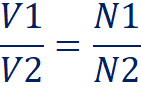 V1/V2 = N1/N2